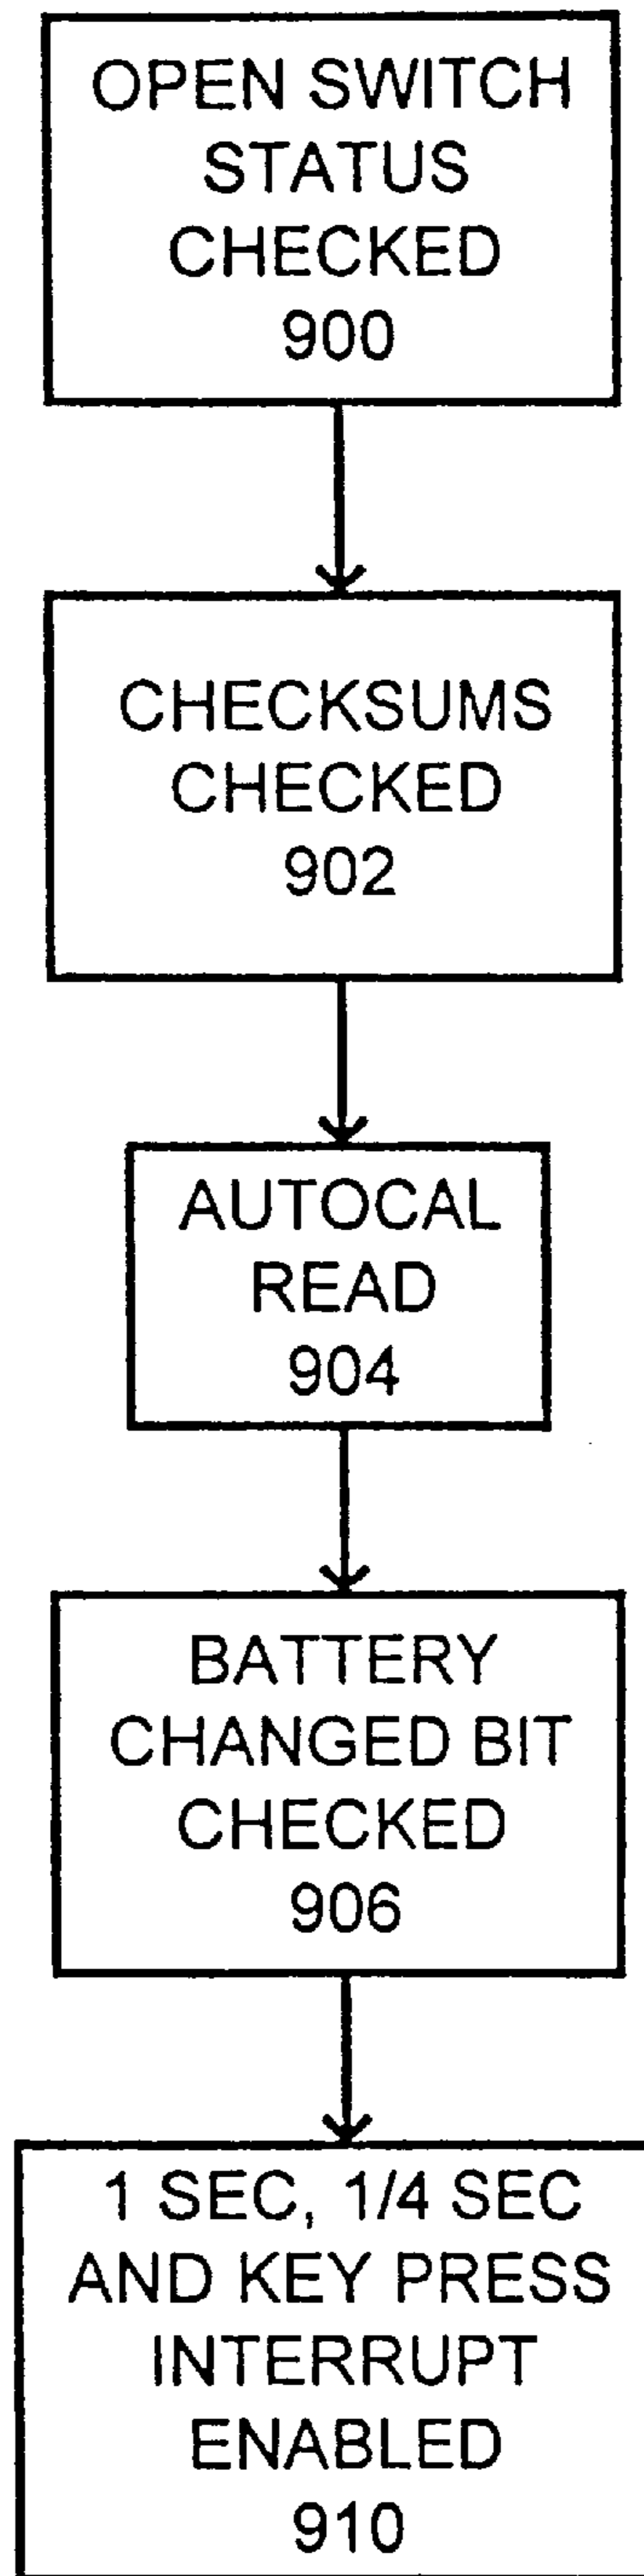 OPEN SWITCH
STATUS
CHECKED
900
CHECKSUMS
CHECKED
902
AUTOCAL
READ
904
BATTERY
CHANGED BIT
CHECKED
906
1 SEC, 1/4 SEC
AND KEY PRESS
INTERRUPT
ENABLED
910